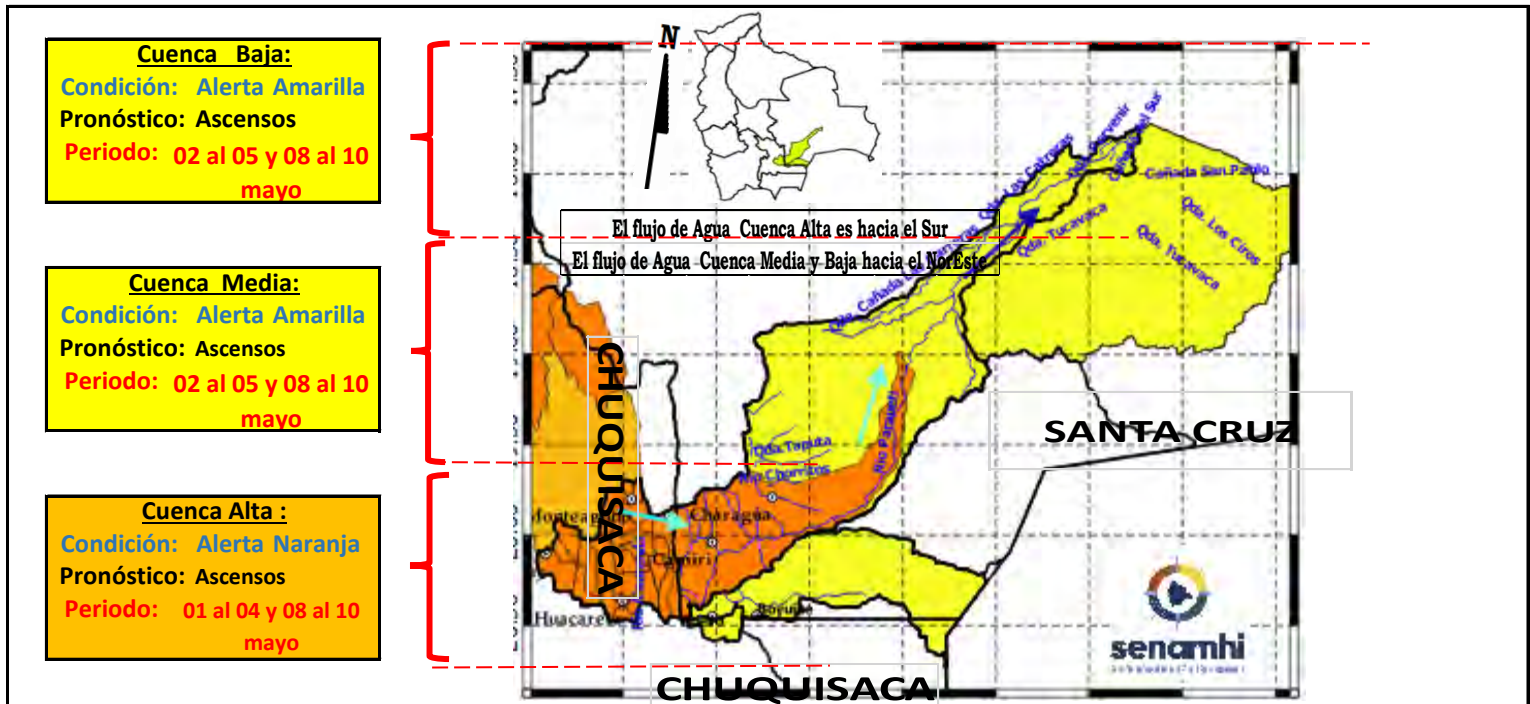 Cuenca Baja:
Condición: Alerta Amarilla
Pronóstico: Ascensos
Periodo: 02 al 05 y 08 al 10
mayo
Cuenca Media:
Condición: Alerta Amarilla
Pronóstico: Ascensos
Periodo: 02 al 05 y 08 al 10
mayo
Cuenca Alta :
Condición: Alerta Naranja
Pronóstico: Ascensos
Periodo: 01 al 04 y 08 al 10
mayo
N
El flujo de Agua Cuenca Alta es hacia el Sur
El flujo de Agua Cuenca Media y Baja hacia el NorEste
Cañada San Pablo
Qda. Los Ciros
Qda. Tucavaca
Qda. Tucavaca
Qda. Taputa
Rio Chorritos
Rio Parapeti
Charagua
Camiri
CHUQUISACA
SANTA CRUZ
CHUQUISACA
senamhi